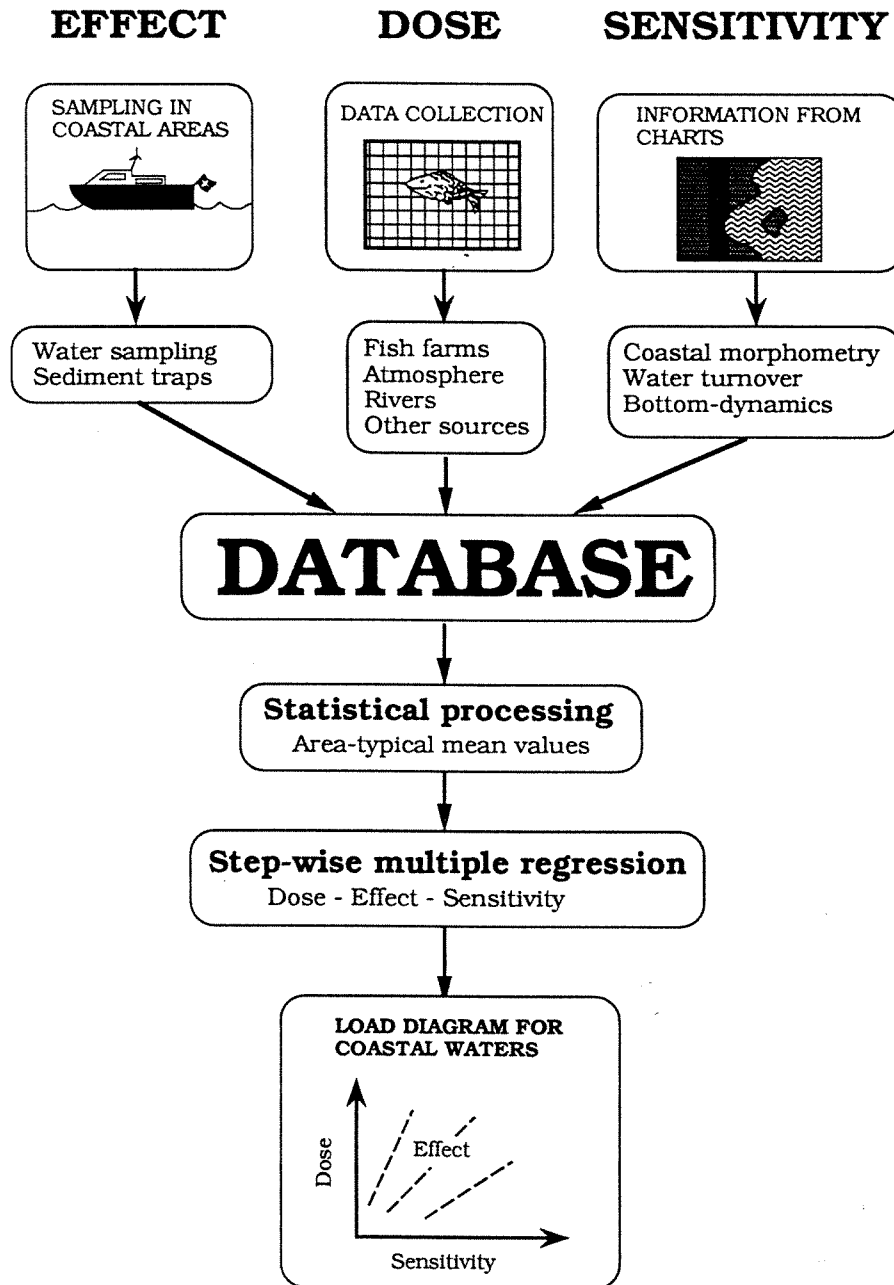 EFFECT
DOSE
SENSITIVITY
SAMPLING IN
COASTAL AREAS
DATA COLLECTION
INFORMATION FROM
CHARTS
Water sampling
Sediment traps
Fish farms
Atmosphere
Rivers
Other sources
Coastal morphometry
Water turnover
Bottom-dynamics
DATABASE
Statistical processing
Area-typical mean values
Step-wise multiple regression
Dose - Effect - Sensitivity
LOAD DIAGRAM FOR
COASTAL WATERS
Dose
Effect
Sensitivity